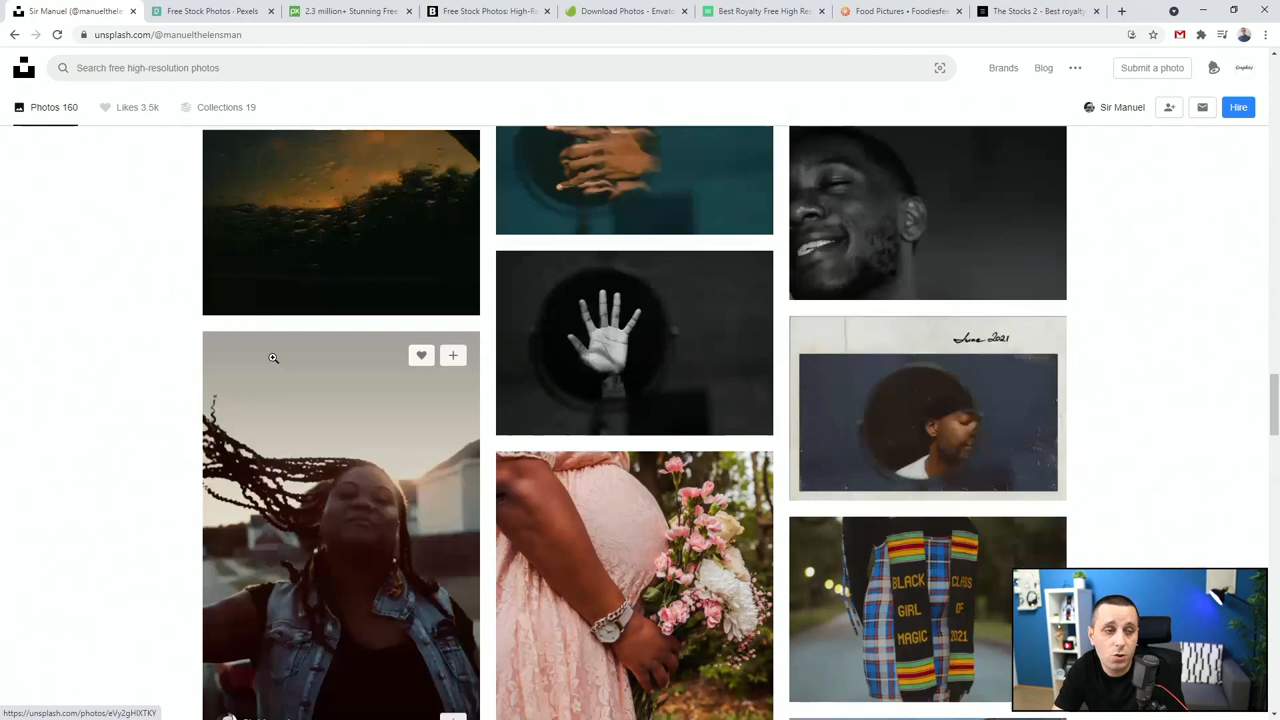 Sir Manuel (@manuelthele
Free Stock Photos · Pexels
2.3 million+ Stunning Free
Free Stock Photos: High-Re
Download Photos - Envato
Best Royalty Free High Res
Food Pictures • Foodiesfee
The Stocks 2 - Best royalty
unsplash.com/@manuelthelensman
Search free high-resolution photos
Brands
Blog
Submit a photo
Photos 160
Likes 3.5k
Collections 19
Sir Manuel
Hire
June 2021
BLACK
GIRL
MAGIC
CLASS
OF
2021
https://unsplash.com/photos/eVy2gHlXTKY